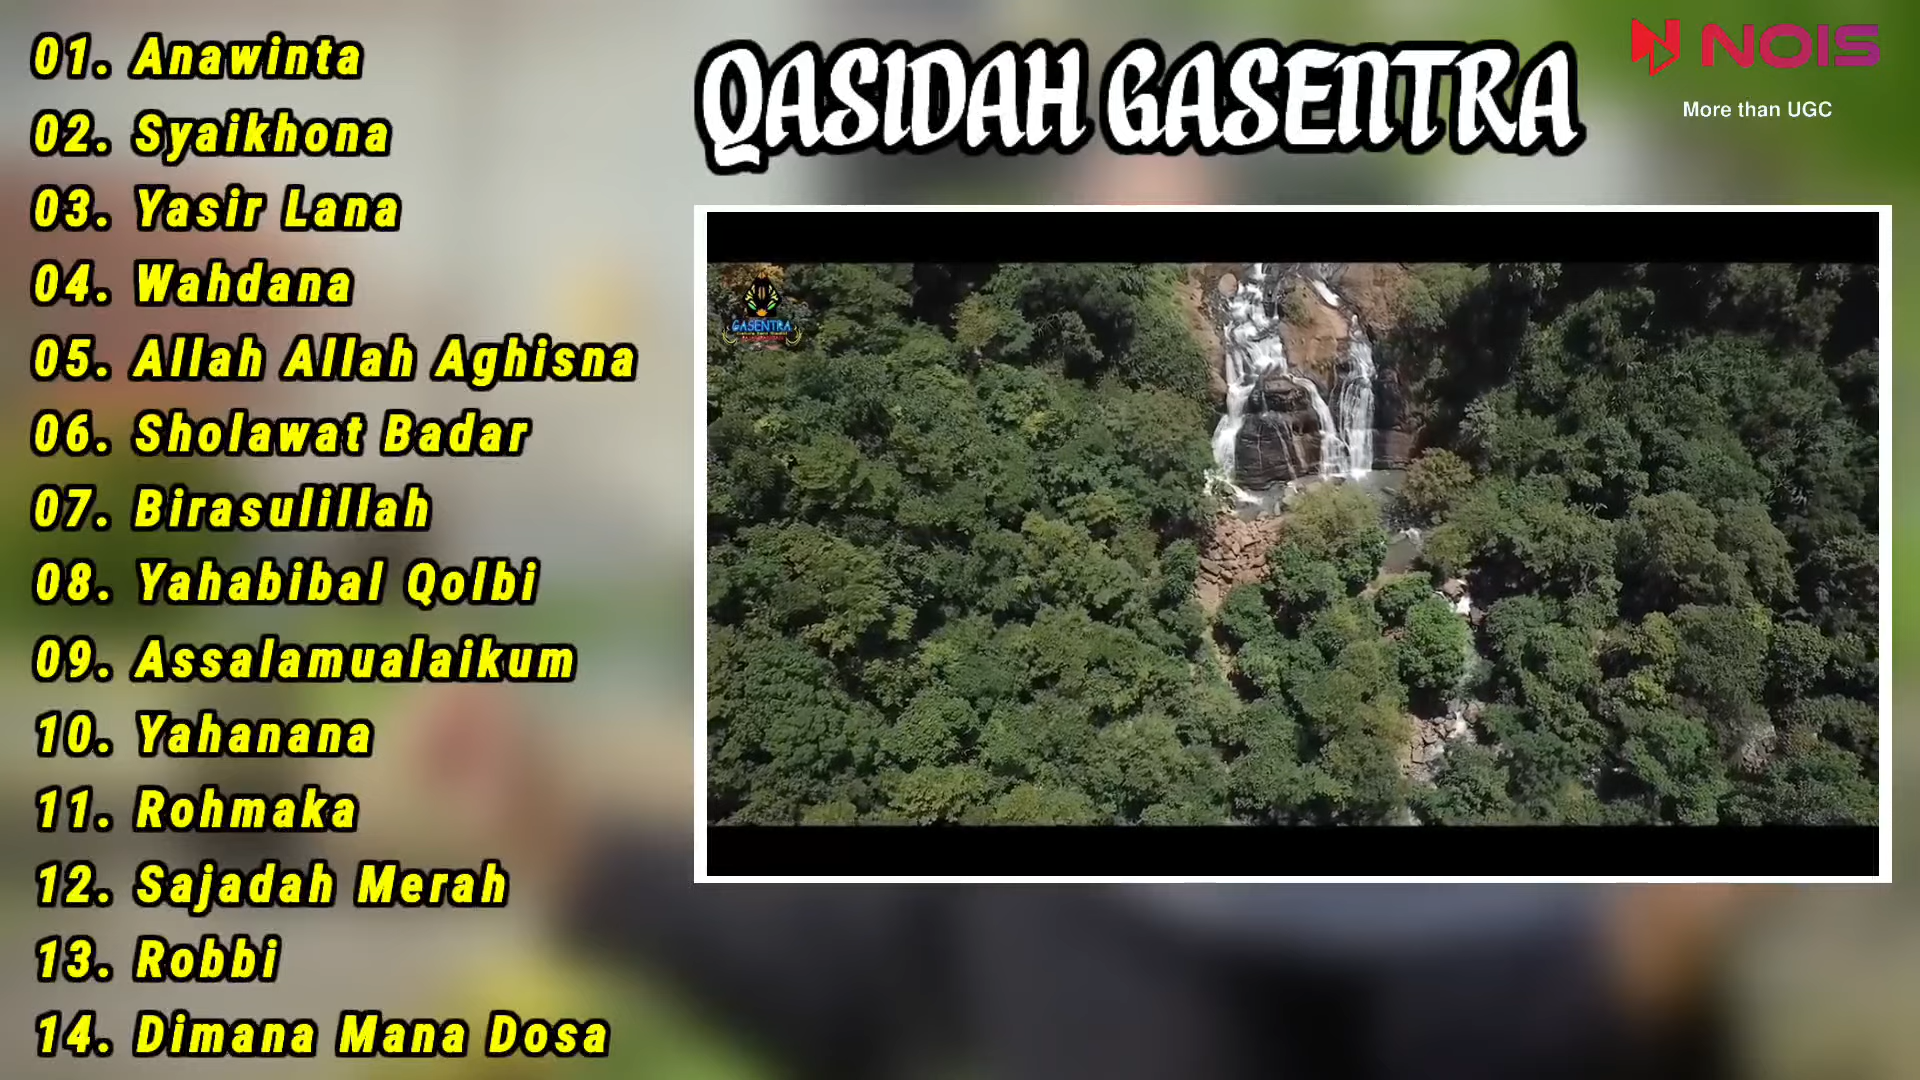 01. Anawinta
02. Syaikhona
03. Yasir Lana
04. Wahdana
05. Allah Allah Aghisna
06. Sholawat Badar
07. Birasulillah
08. Yahabibal Qolbi
09. Assalamualaikum
10. Yahanana
11. Rohmaka
12. Sajadah Merah
13. Robbi
14. Dimana Mana Dosa
QASIDAH GASENTRA
NOIS
More than UGC
GASENTRA